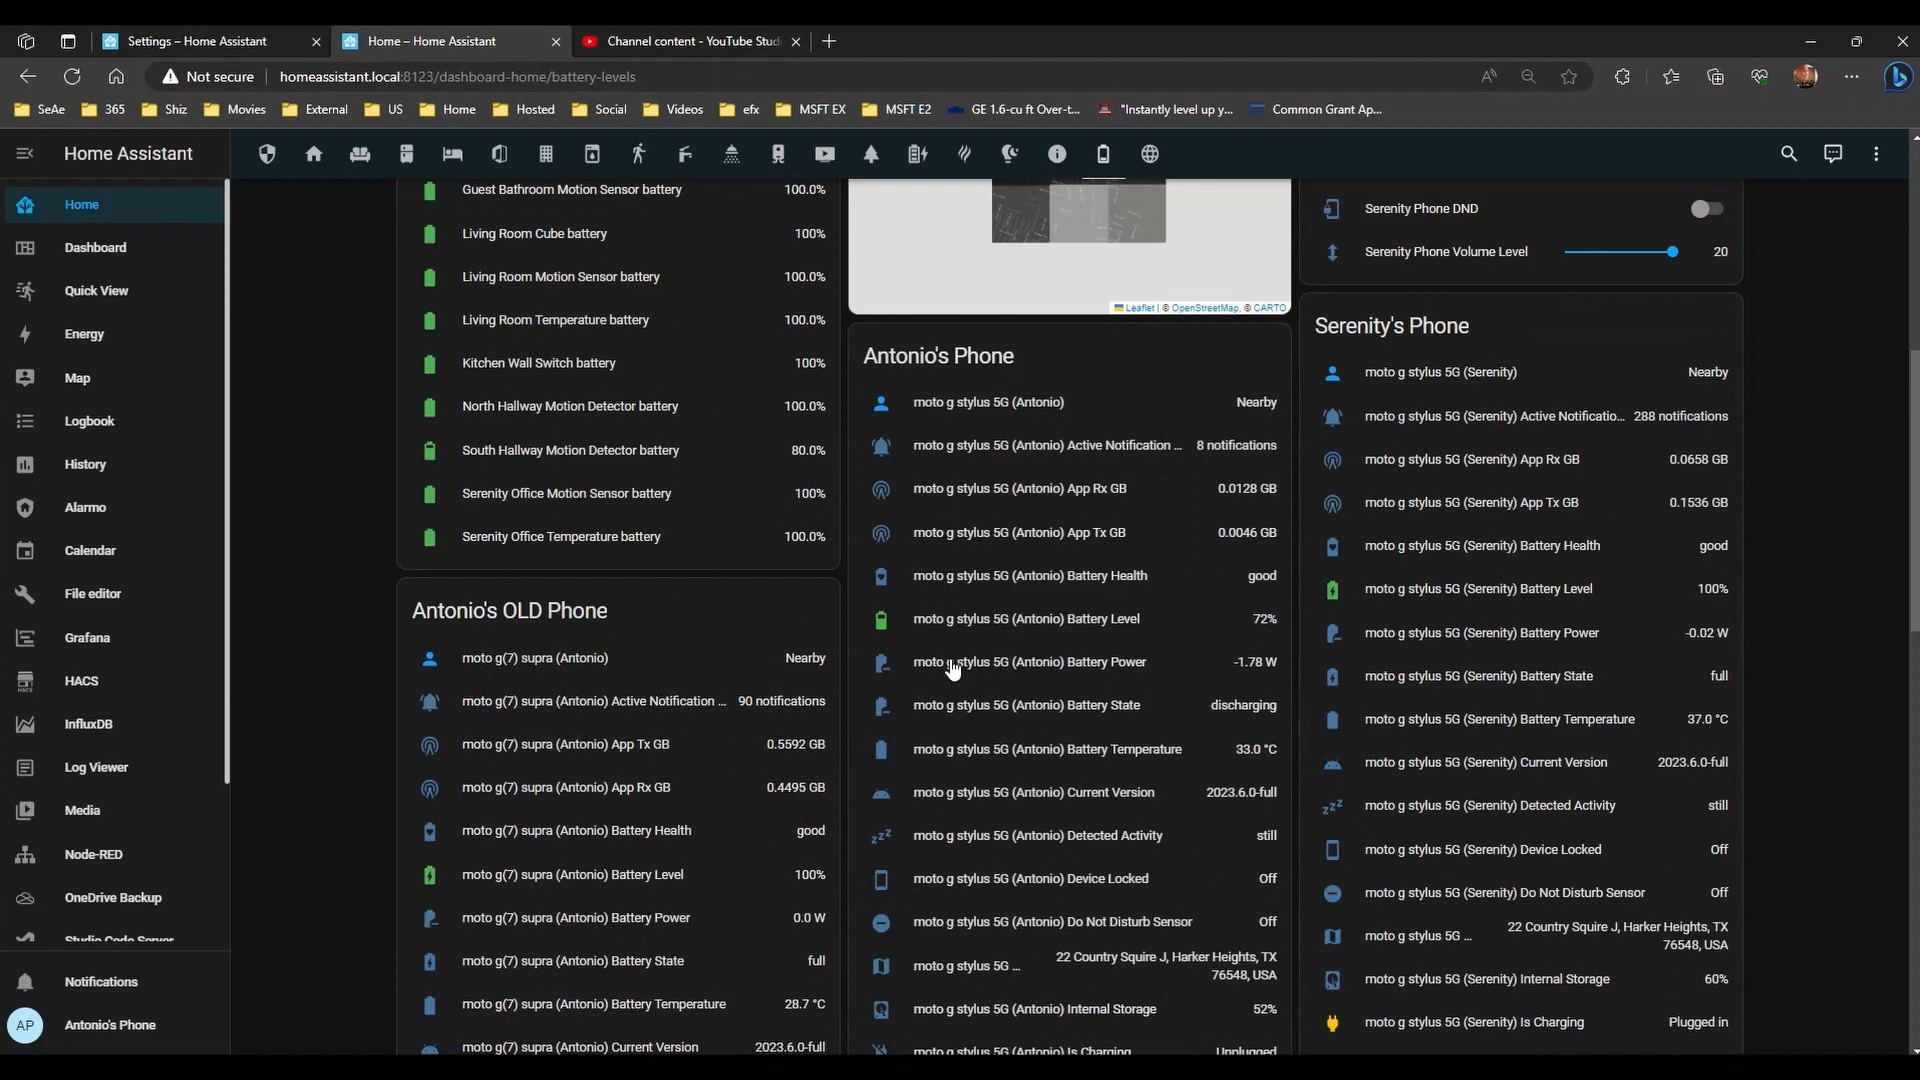 Settings – Home Assistant
Home – Home Assistant
Channel content - YouTube Studi
Not secure
homeassistant.local:8123/dashboard-home/battery-levels
SeAe
365
Shiz
Movies
External
US
Home
Hosted
Social
Videos
efx
MSFT EX
MSFT E2
GE 1.6-cu ft Over-t...
"Instantly level up y...
Common Grant Ap...
Home Assistant
Home
Dashboard
Quick View
Energy
Map
Logbook
History
Alarmo
Calendar
File editor
Grafana
HACS
InfluxDB
Log Viewer
Media
Node-RED
OneDrive Backup
Studio Code Server
Notifications
AP Antonio's Phone
Guest Bathroom Motion Sensor battery 100.0%
Living Room Cube battery 100%
Living Room Motion Sensor battery 100.0%
Living Room Temperature battery 100.0%
Kitchen Wall Switch battery 100%
North Hallway Motion Detector battery 100.0%
South Hallway Motion Detector battery 80.0%
Serenity Office Motion Sensor battery 100%
Serenity Office Temperature battery 100.0%
Antonio's OLD Phone
moto g(7) supra (Antonio) Nearby
moto g(7) supra (Antonio) Active Notification ... 90 notifications
moto g(7) supra (Antonio) App Tx GB 0.5592 GB
moto g(7) supra (Antonio) App Rx GB 0.4495 GB
moto g(7) supra (Antonio) Battery Health good
moto g(7) supra (Antonio) Battery Level 100%
moto g(7) supra (Antonio) Battery Power 0.0 W
moto g(7) supra (Antonio) Battery State full
moto g(7) supra (Antonio) Battery Temperature 28.7 °C
moto g(7) supra (Antonio) Current Version 2023.6.0-full
Leaflet | © OpenStreetMap, © CARTO
Antonio's Phone
moto g stylus 5G (Antonio) Nearby
moto g stylus 5G (Antonio) Active Notification ... 8 notifications
moto g stylus 5G (Antonio) App Rx GB 0.0128 GB
moto g stylus 5G (Antonio) App Tx GB 0.0046 GB
moto g stylus 5G (Antonio) Battery Health good
moto g stylus 5G (Antonio) Battery Level 72%
moto g stylus 5G (Antonio) Battery Power -1.78 W
moto g stylus 5G (Antonio) Battery State discharging
moto g stylus 5G (Antonio) Battery Temperature 33.0 °C
moto g stylus 5G (Antonio) Current Version 2023.6.0-full
moto g stylus 5G (Antonio) Detected Activity still
moto g stylus 5G (Antonio) Device Locked Off
moto g stylus 5G (Antonio) Do Not Disturb Sensor Off
moto g stylus 5G ... 22 Country Squire J, Harker Heights, TX
76548, USA
moto g stylus 5G (Antonio) Internal Storage 52%
moto g stylus 5G (Antonio) Is Charging Unplugged
Serenity Phone DND
Serenity Phone Volume Level 20
Serenity's Phone
moto g stylus 5G (Serenity) Nearby
moto g stylus 5G (Serenity) Active Notificatio... 288 notifications
moto g stylus 5G (Serenity) App Rx GB 0.0658 GB
moto g stylus 5G (Serenity) App Tx GB 0.1536 GB
moto g stylus 5G (Serenity) Battery Health good
moto g stylus 5G (Serenity) Battery Level 100%
moto g stylus 5G (Serenity) Battery Power -0.02 W
moto g stylus 5G (Serenity) Battery State full
moto g stylus 5G (Serenity) Battery Temperature 37.0 °C
moto g stylus 5G (Serenity) Current Version 2023.6.0-full
moto g stylus 5G (Serenity) Detected Activity still
moto g stylus 5G (Serenity) Device Locked Off
moto g stylus 5G (Serenity) Do Not Disturb Sensor Off
moto g stylus 5G ... 22 Country Squire J, Harker Heights, TX
76548, USA
moto g stylus 5G (Serenity) Internal Storage 60%
moto g stylus 5G (Serenity) Is Charging Plugged in